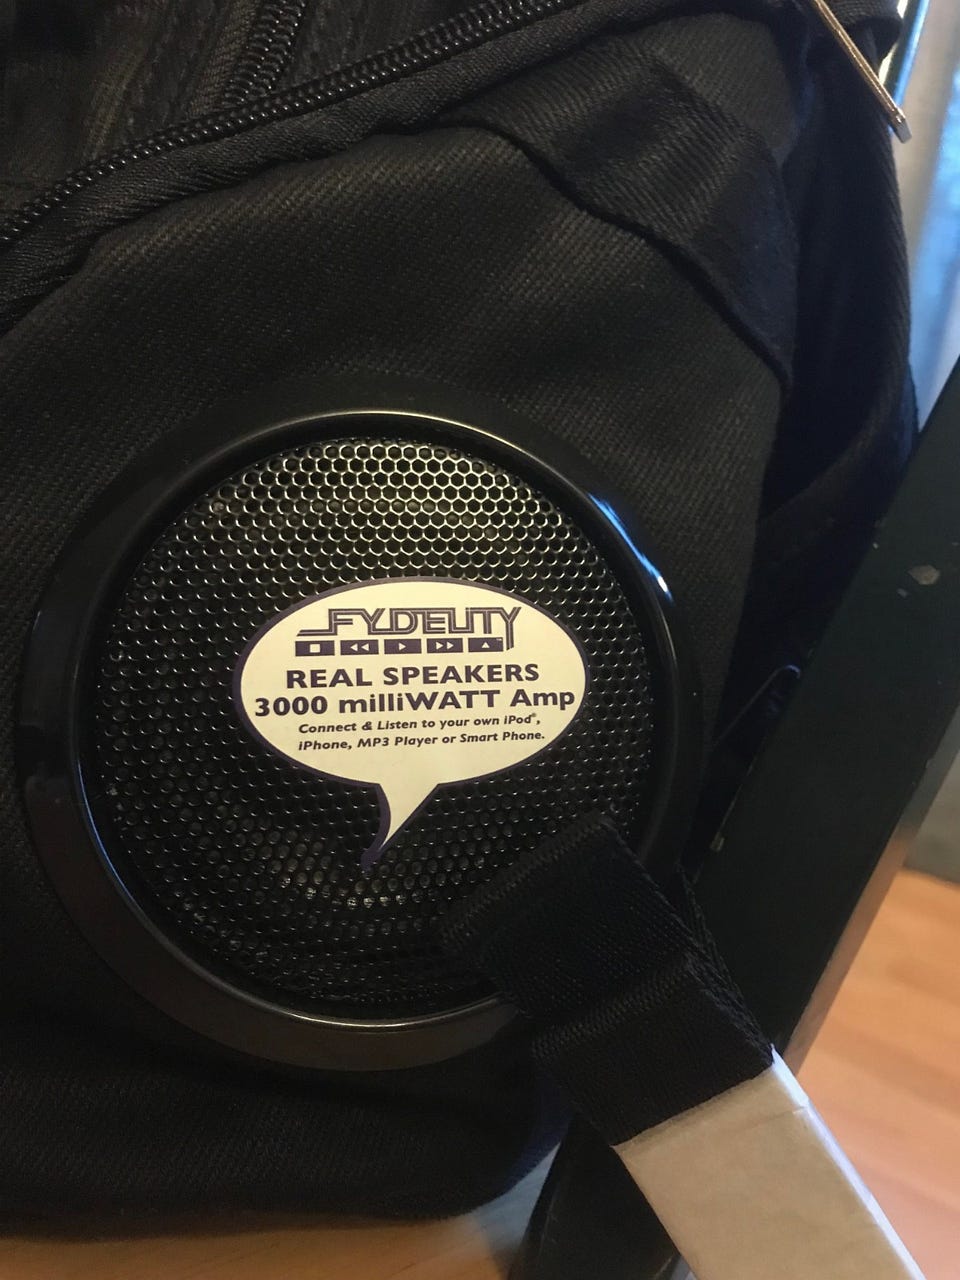 FYDELITY
REAL SPEAKERS
3000 milliWATT Amp
Connect & Listen to your own iPod®,
iPhone, MP3 Player or Smart Phone.